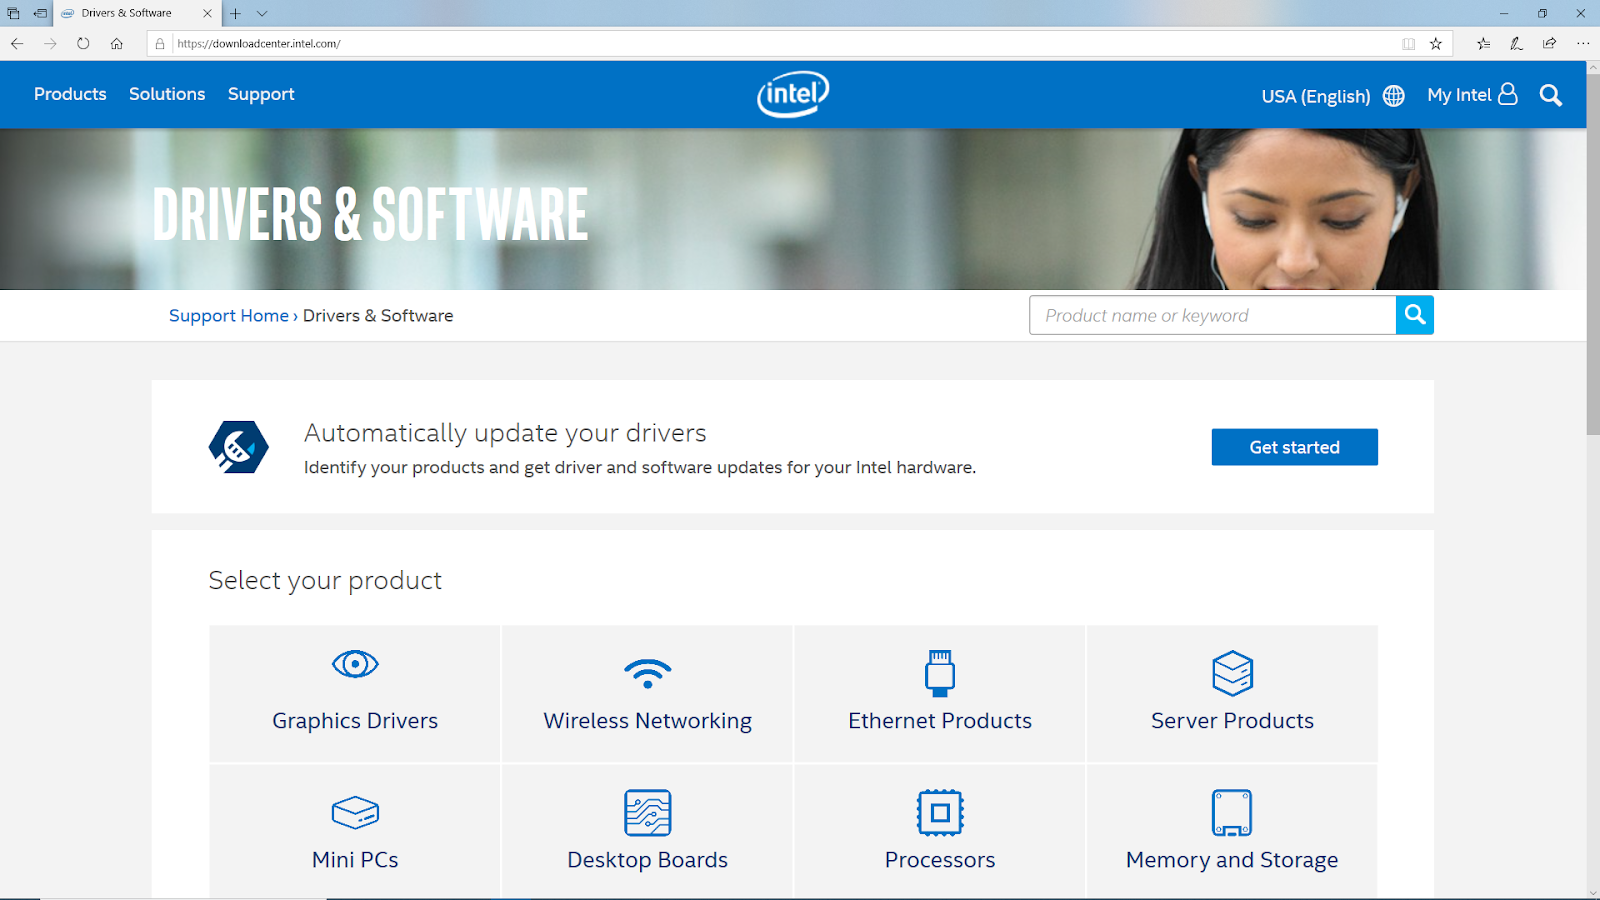 Drivers & Software
https://downloadcenter.intel.com/
Products Solutions Support
intel
USA (English) My Intel
DRIVERS & SOFTWARE
Support Home › Drivers & Software
Product name or keyword
Automatically update your drivers
Identify your products and get driver and software updates for your Intel hardware.
Get started
Select your product
Graphics Drivers
Wireless Networking
Ethernet Products
Server Products
Mini PCs
Desktop Boards
Processors
Memory and Storage